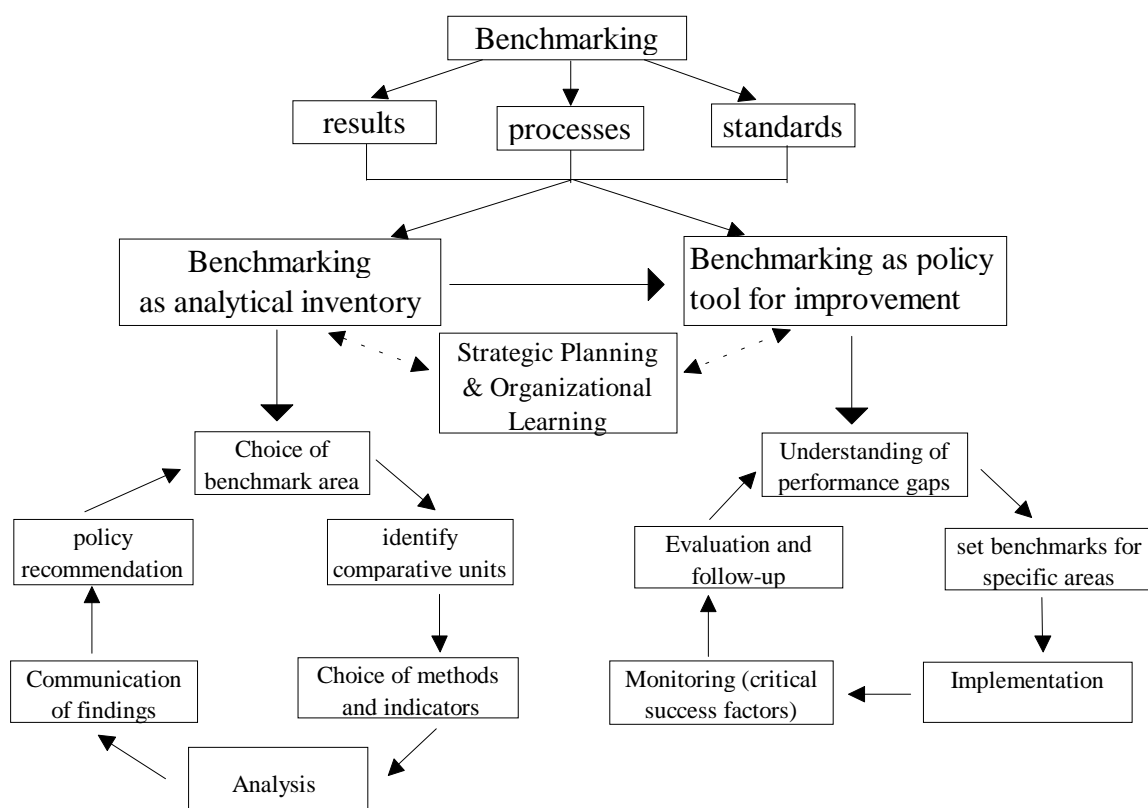 Benchmarking
results
processes
standards
Benchmarking
as analytical inventory
Benchmarking as policy
tool for improvement
Strategic Planning
& Organizational
Learning
Choice of
benchmark area
Understanding of
performance gaps
policy
recommendation
identify
comparative units
Evaluation and
follow-up
set benchmarks for
specific areas
Communication
of findings
Choice of methods
and indicators
Monitoring (critical
success factors)
Implementation
Analysis